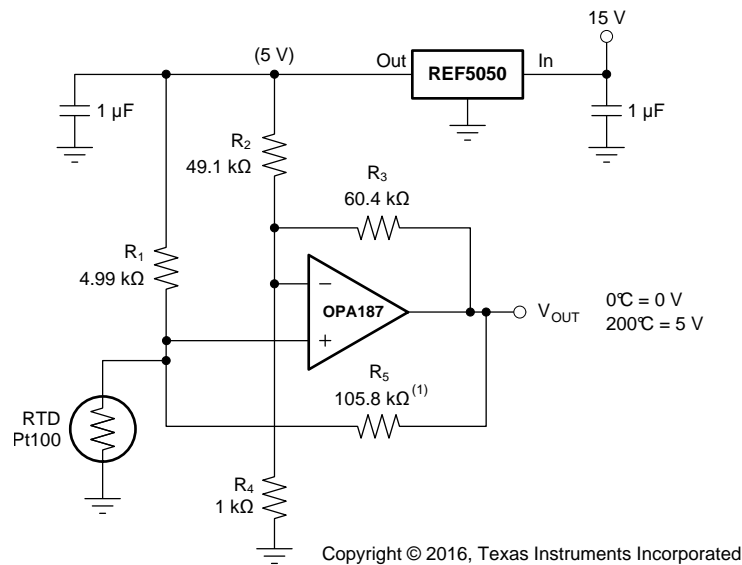 15 V
(5 V)
Out
REF5050
In
1 µF
1 µF
R2
49.1 kΩ
R3
60.4 kΩ
R1
4.99 kΩ
−
OPA187
+
VOUT
0°C = 0 V
200°C = 5 V
R5
105.8 kΩ(1)
RTD
Pt100
R4
1 kΩ
Copyright © 2016, Texas Instruments Incorporated